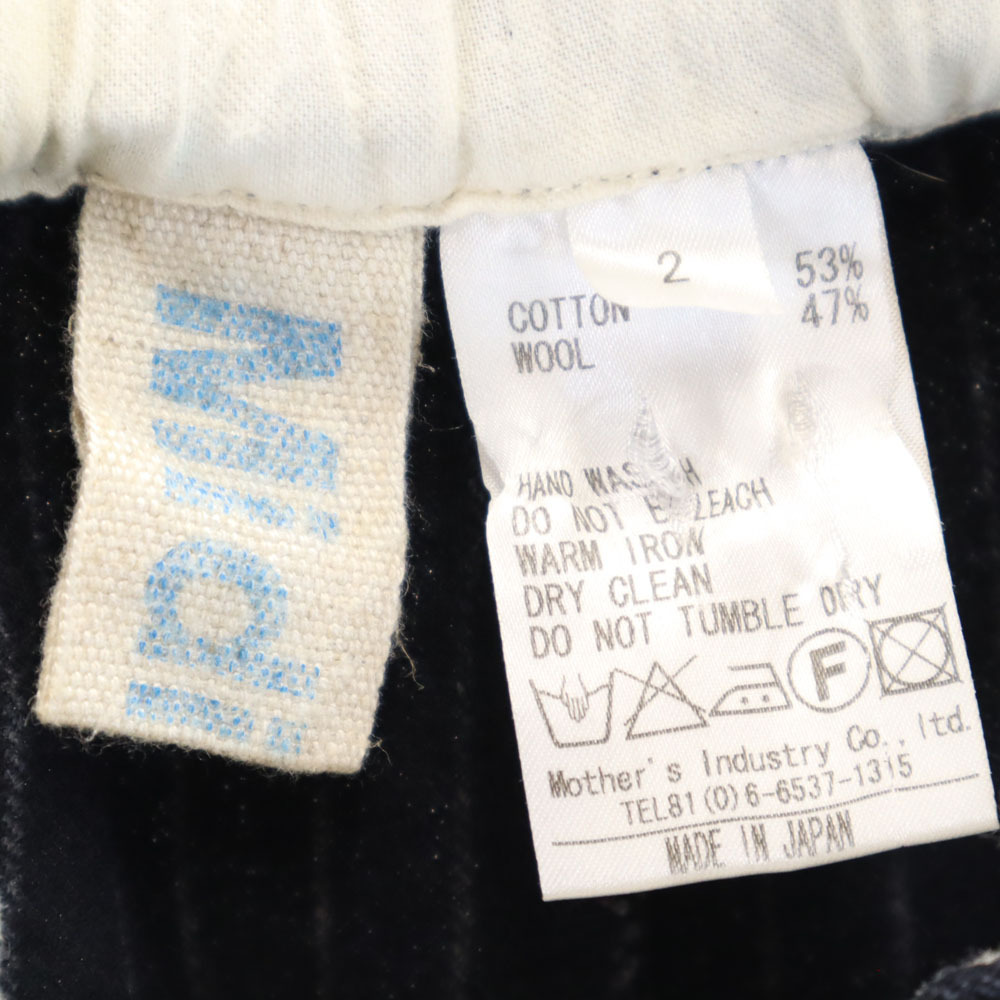 Midi
2
COTTON 53%
WOOL 47%
HAND WASH
DO NOT BLEACH
WARM IRON
DRY CLEAN
DO NOT TUMBLE DRY
F
Mother's Industry Co., ltd.
TEL81(0)6-6537-1315
MADE IN JAPAN